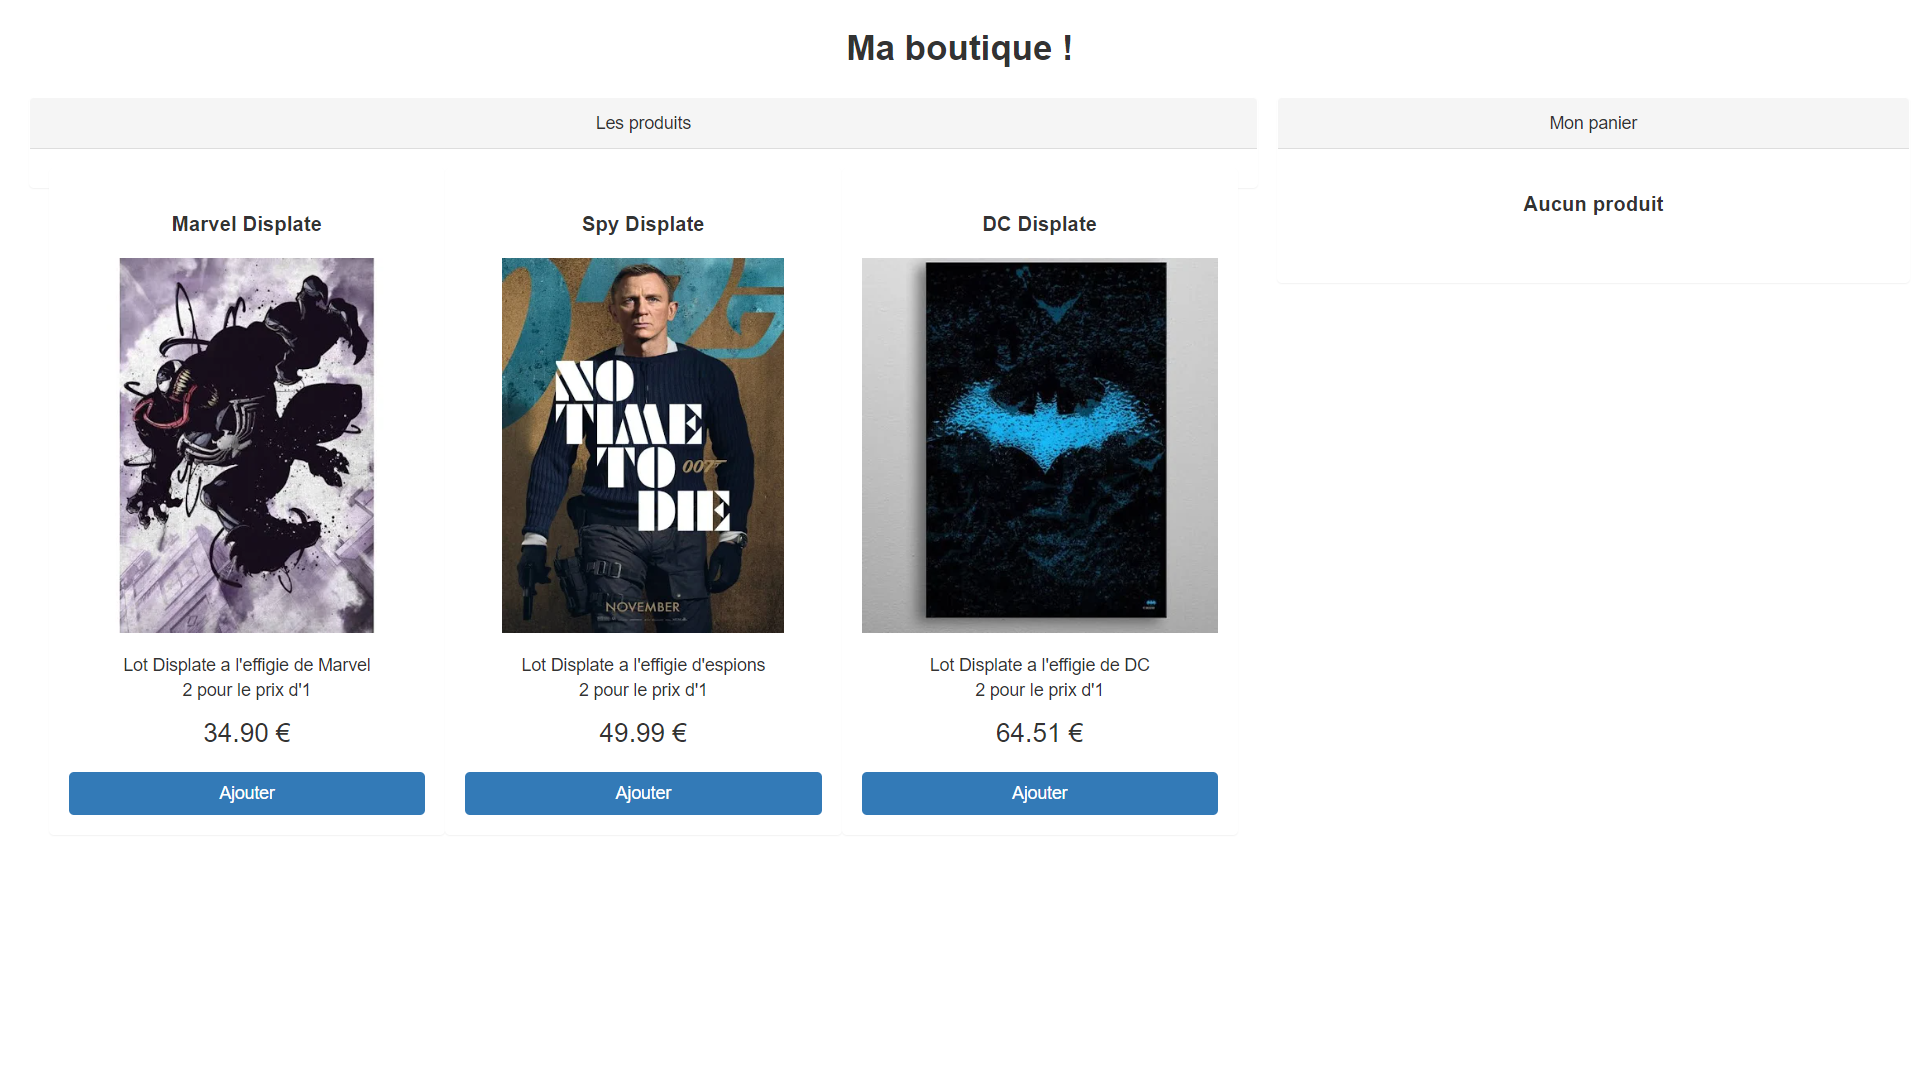 Ma boutique !
Les produits
Mon panier
Aucun produit
Marvel Displate
Spy Displate
DC Displate
NO
TIME
TO
007
DIE
NOVEMBER
Lot Displate a l'effigie de Marvel
2 pour le prix d'1
34.90 €
Ajouter
Lot Displate a l'effigie d'espions
2 pour le prix d'1
49.99 €
Ajouter
Lot Displate a l'effigie de DC
2 pour le prix d'1
64.51 €
Ajouter